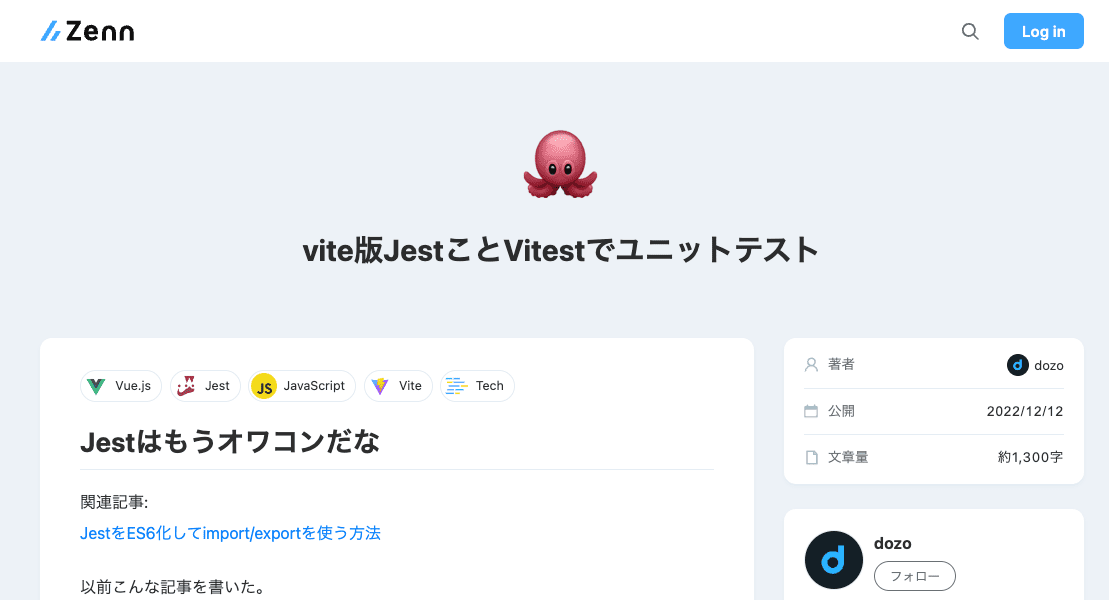 Zenn
Log in
vite版JestことVitestでユニットテスト
Vue.js
Jest
JS
JavaScript
Vite
Tech
Jestはもうオワコンだな
関連記事:
JestをES6化してimport/exportを使う方法
以前こんな記事を書いた。
著者 dozo
公開 2022/12/12
文章量 約1,300字
d
dozo
フォロー